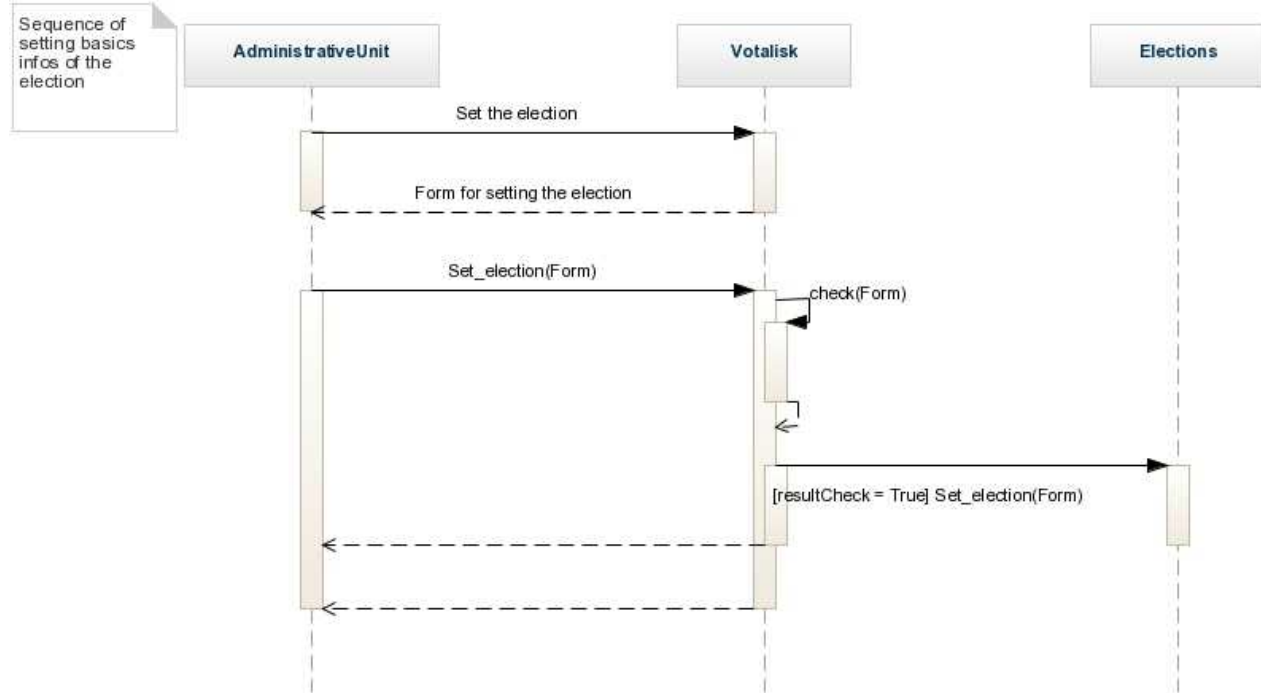 Sequence of
setting basics
infos of the
election
AdministrativeUnit
Votalisk
Elections
Set the election
Form for setting the election
Set_election(Form)
check(Form)
[resultCheck = True] Set_election(Form)